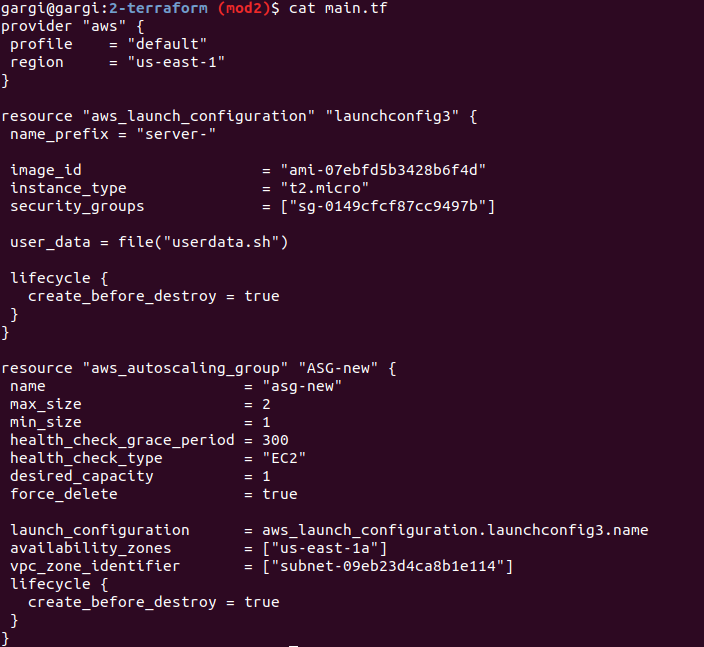 gargi@gargi:2-terraform (mod2)$ cat main.tf
provider "aws" {
 profile    = "default"
 region     = "us-east-1"
}

resource "aws_launch_configuration" "launchconfig3" {
 name_prefix = "server-"

 image_id                    = "ami-07ebfd5b3428b6f4d"
 instance_type               = "t2.micro"
 security_groups             = ["sg-0149cfcf87cc9497b"]

 user_data = file("userdata.sh")

 lifecycle {
   create_before_destroy = true
 }
}

resource "aws_autoscaling_group" "ASG-new" {
 name                      = "asg-new"
 max_size                  = 2
 min_size                  = 1
 health_check_grace_period = 300
 health_check_type         = "EC2"
 desired_capacity          = 1
 force_delete              = true

 launch_configuration      = aws_launch_configuration.launchconfig3.name
 availability_zones        = ["us-east-1a"]
 vpc_zone_identifier       = ["subnet-09eb23d4ca8b1e114"]
 lifecycle {
   create_before_destroy = true
 }
}